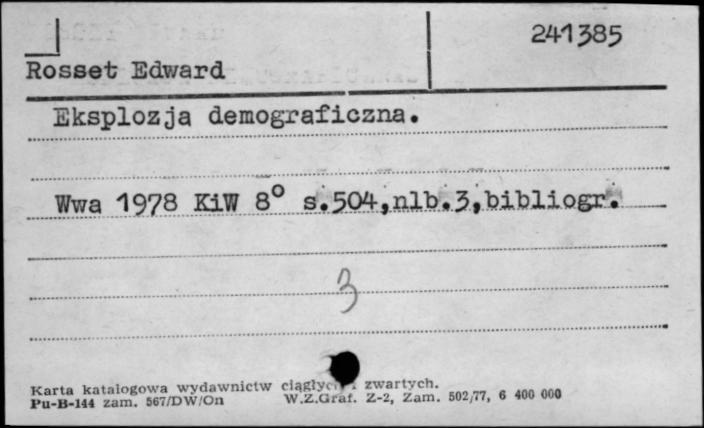 241385
Rosset Edward
Eksplozja demograficzna.
Wwa 1978 KiW 8° s.504,nlb.3,bibliogr.
3
Karta katalogowa wydawnictw ciągłych i zwartych.
Pu-B-144 zam. 567/DW/On W.Z.Graf. Z-2, Zam. 502/77, 6 400 000